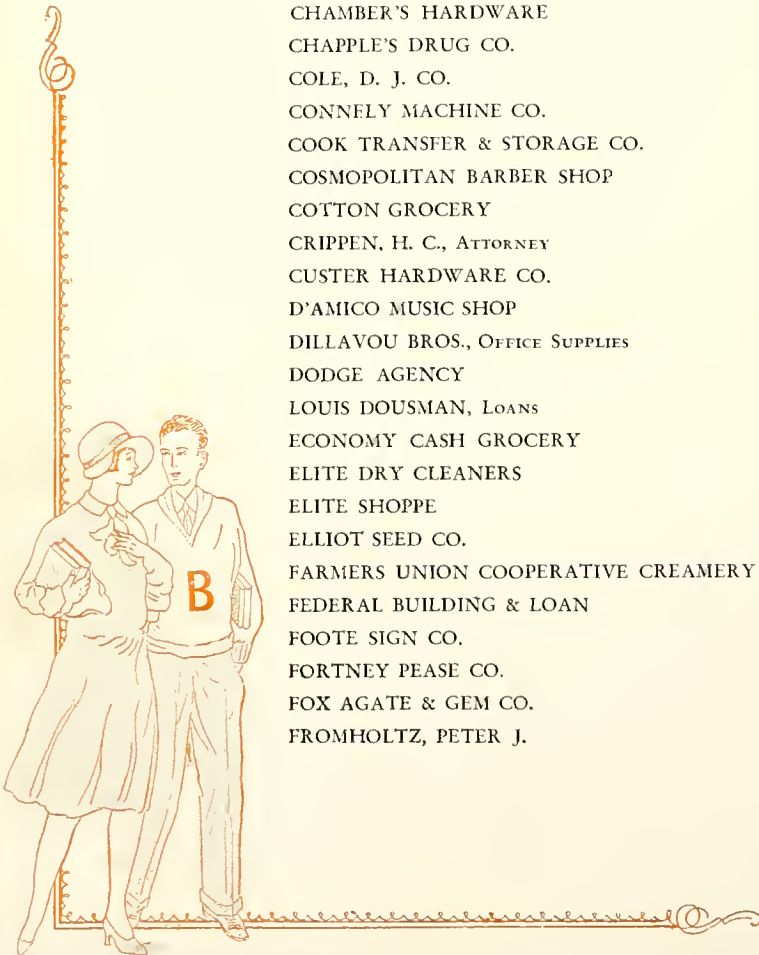 CHAMBER'S HARDWARE
CHAPPLE'S DRUG CO.
COLE, D. J. CO.
CONNELY MACHINE CO.
COOK TRANSFER & STORAGE CO.
COSMOPOLITAN BARBER SHOP
COTTON GROCERY
CRIPPEN, H. C., ATTORNEY
CUSTER HARDWARE CO.
D'AMICO MUSIC SHOP
DILLAVOU BROS., OFFICE SUPPLIES
DODGE AGENCY
LOUIS DOUSMAN, LOANS
ECONOMY CASH GROCERY
ELITE DRY CLEANERS
ELITE SHOPPE
ELLIOT SEED CO.
FARMERS UNION COOPERATIVE CREAMERY
FEDERAL BUILDING & LOAN
FOOTE SIGN CO.
FORTNEY PEASE CO.
FOX AGATE & GEM CO.
FROMHOLTZ, PETER J.
B